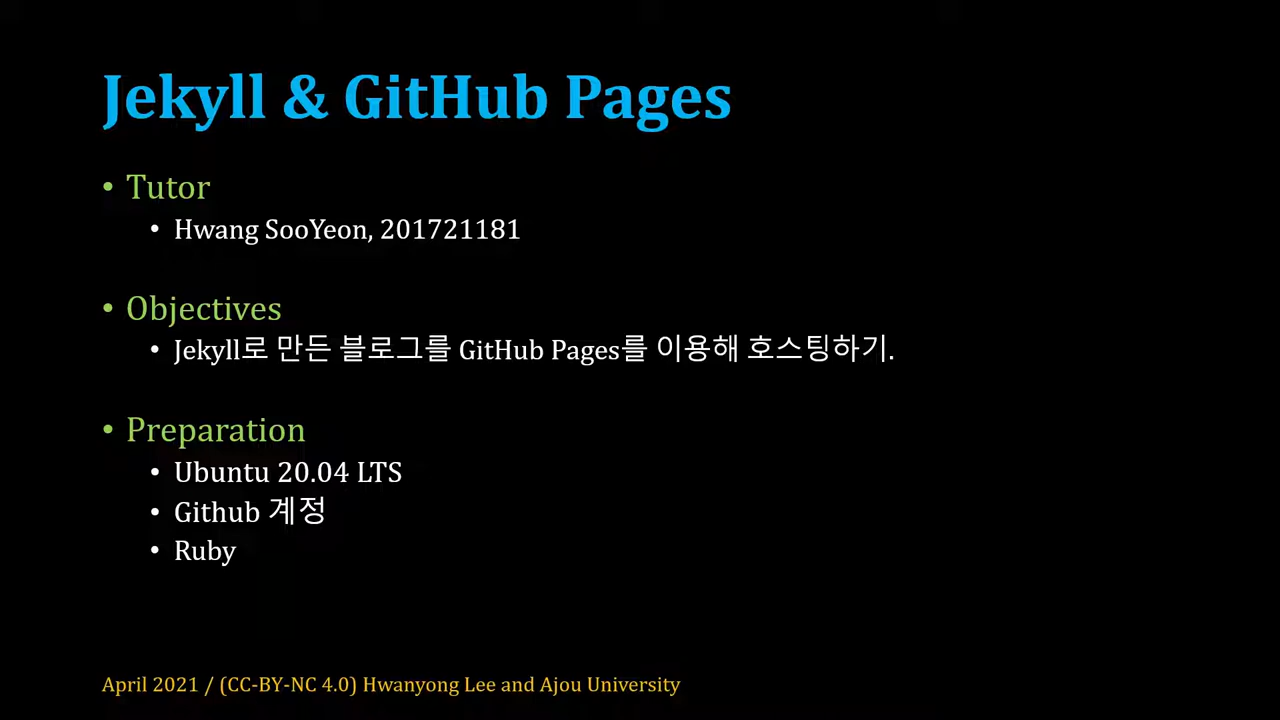 Jekyll & GitHub Pages
• Tutor
• Hwang SooYeon, 201721181
• Objectives
• Jekyll로 만든 블로그를 GitHub Pages를 이용해 호스팅하기.
• Preparation
• Ubuntu 20.04 LTS
• Github 계정
• Ruby
April 2021 / (CC-BY-NC 4.0) Hwanyong Lee and Ajou University